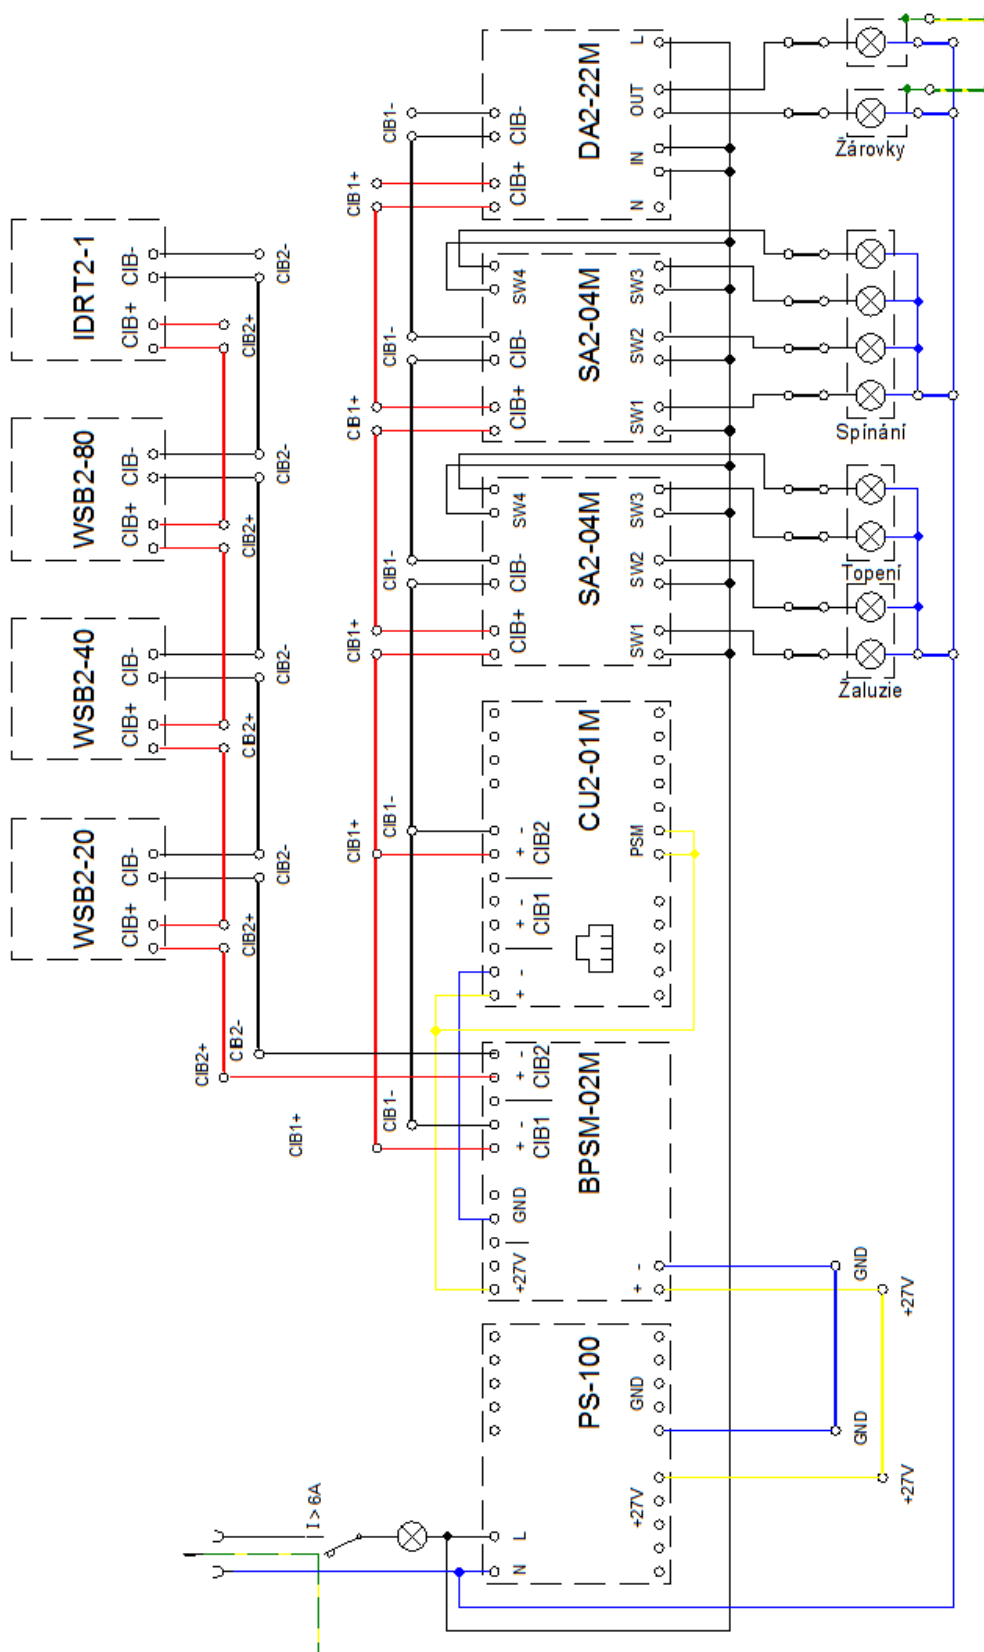 IDRT2-1
CIB-
CIB+
CIB2-
CIB2+
WSB2-80
CIB-
CIB+
CIB2-
CIB2+
WSB2-40
CIB-
CIB+
CIB2-
CIB2+
WSB2-20
CIB-
CIB+
CIB2-
CIB2+
CIB2-
CIB2+
CIB1-
CIB1+
DA2-22M
CIB-
CIB+
L
OUT
IN
N
Žárovky
CIB1-
CIB1+
SA2-04M
SW4
CIB-
CIB+
SW3
SW2
SW1
Spínání
CIB1-
CIB1+
SA2-04M
SW4
CIB-
CIB+
SW3
SW2
SW1
Topení
Žaluzie
CIB1-
CIB1+
CU2-01M
+ -
CIB2
+ -
CIB1
+ -
PSM
CIB1-
CIB1+
BPSM-02M
+ -
CIB2
+ -
CIB1
GND
+27V
+ -
GND
+27V
PS-100
GND
+27V
L
N
GND
+27V
I>6A